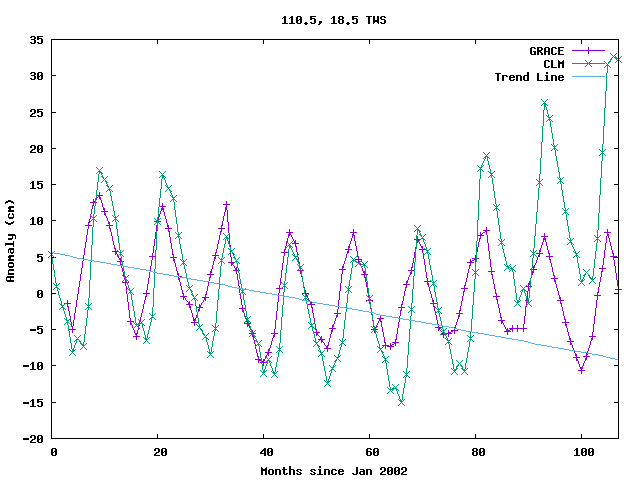 110.5, 18.5 TWS
GRACE
CLM
Trend Line
35
30
25
20
15
10
5
0
-5
-10
-15
-20
Anomaly (cm)
0 20 40 60 80 100
Months since Jan 2002